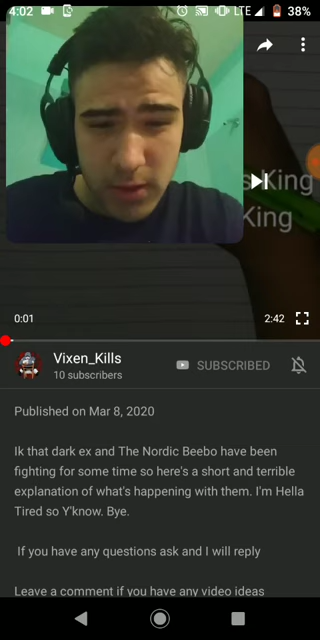 4:02 LTE 38%
s King
King
0:01 2:42
Vixen_Kills
10 subscribers
SUBSCRIBED
Published on Mar 8, 2020
Ik that dark ex and The Nordic Beebo have been
fighting for some time so here's a short and terrible
explanation of what's happening with them. I'm Hella
Tired so Y'know. Bye.
If you have any questions ask and I will reply
Leave a comment if you have any video ideas